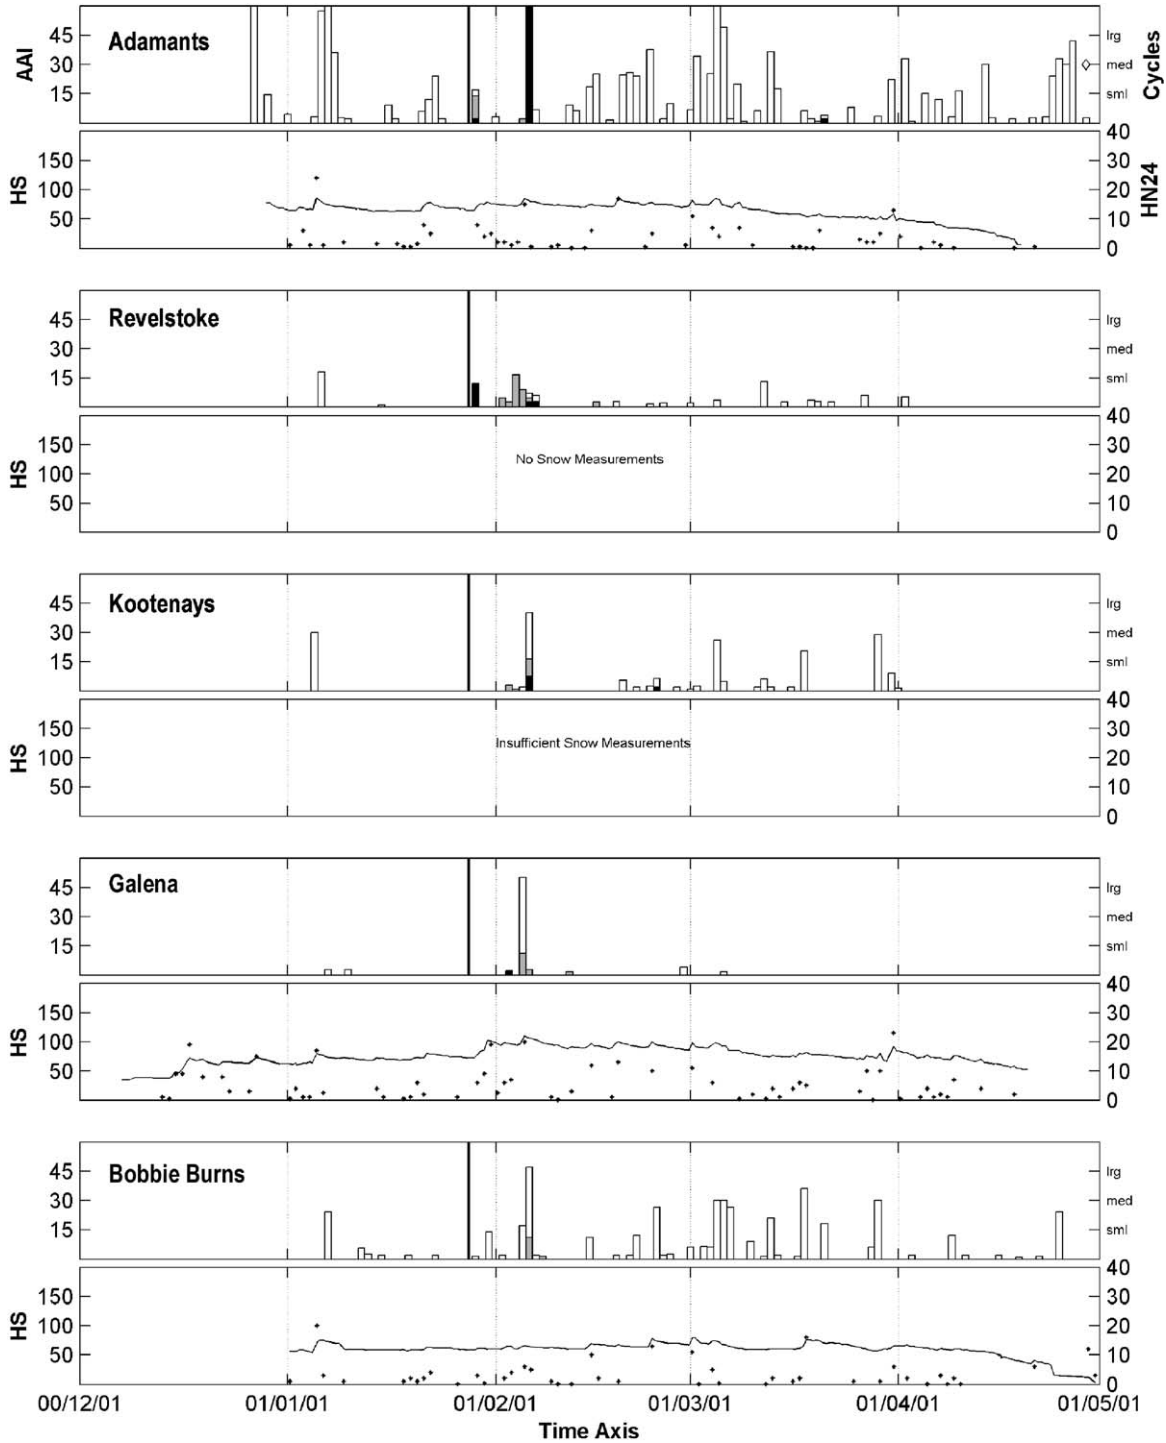 Adamants
AAI
45
30
15
lrg
med
sml
Cycles
HS
150
100
50
40
30
20
10
0
HN24
Revelstoke
45
30
15
lrg
med
sml
HS
150
100
50
No Snow Measurements
40
30
20
10
0
Kootenays
45
30
15
lrg
med
sml
HS
150
100
50
Insufficient Snow Measurements
40
30
20
10
0
Galena
45
30
15
lrg
med
sml
HS
150
100
50
40
30
20
10
0
Bobbie Burns
45
30
15
lrg
med
sml
HS
150
100
50
40
30
20
10
0
00/12/01 01/01/01 01/02/01 01/03/01 01/04/01 01/05/01
Time Axis